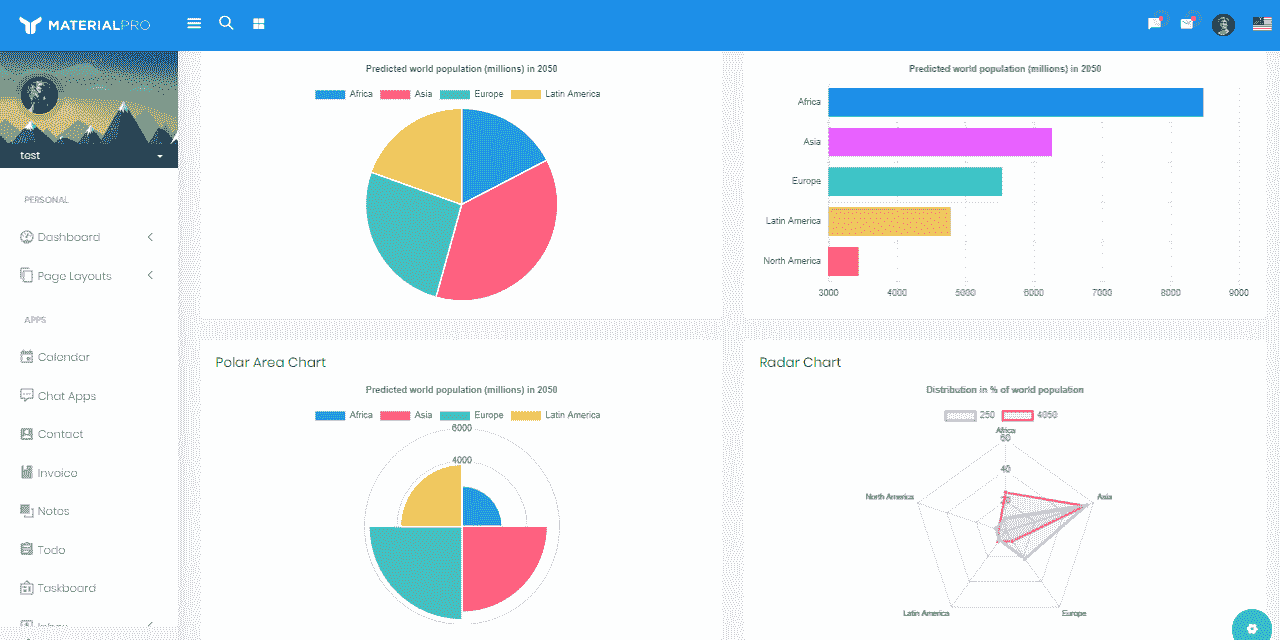 MATERIALPRO
test
PERSONAL
Dashboard
Page Layouts
APPS
Calendar
Chat Apps
Contact
Invoice
Notes
Todo
Taskboard
Predicted world population (millions) in 2050
Africa Asia Europe Latin America
Predicted world population (millions) in 2050
Africa
Asia
Europe
Latin America
North America
3000 4000 5000 6000 7000 8000 9000
Polar Area Chart
Predicted world population (millions) in 2050
Africa Asia Europe Latin America
6000
4000
Radar Chart
Distribution in % of world population
250 4050
Africa
60
40
20
North America
Asia
Latin America
Europe